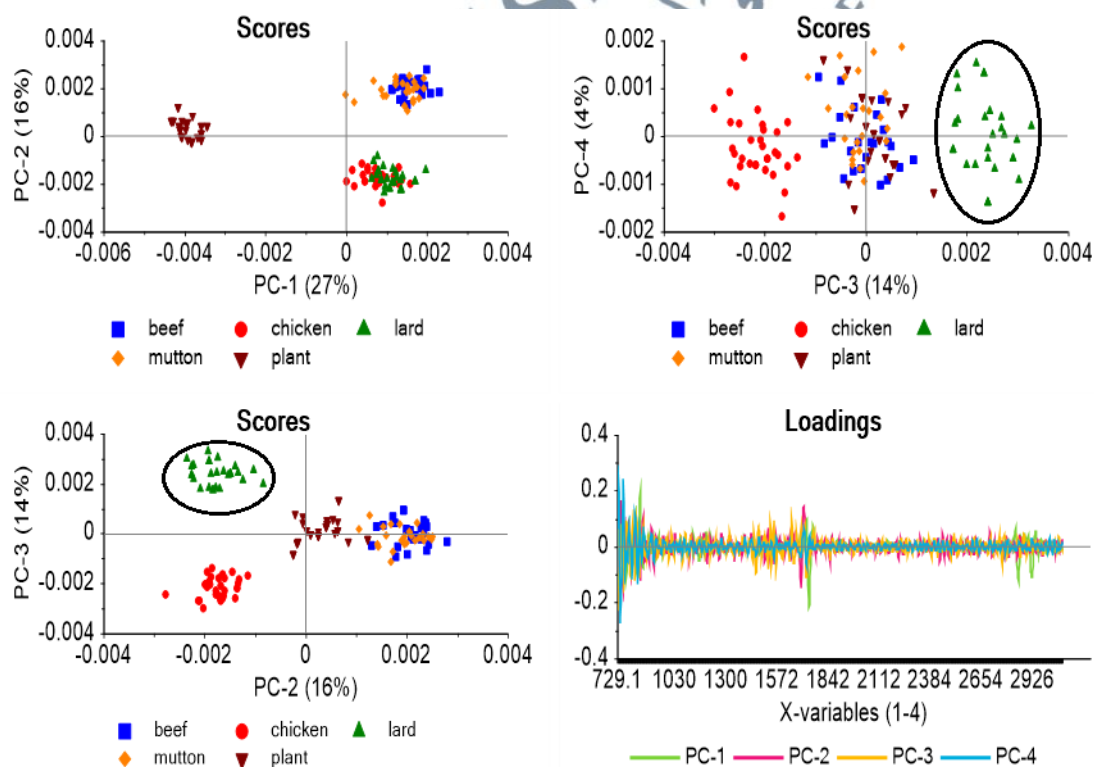 Scores
0.004
0.002
0
-0.002
-0.004
PC-2 (16%)
-0.006 -0.004 -0.002 0 0.002 0.004
PC-1 (27%)
beef chicken lard
mutton plant
Scores
0.002
0.001
0
-0.001
-0.002
PC-4 (4%)
-0.004 -0.002 0 0.002 0.004
PC-3 (14%)
beef chicken lard
mutton plant
Scores
0.004
0.002
0
-0.002
-0.004
PC-3 (14%)
-0.004 -0.002 0 0.002 0.004
PC-2 (16%)
beef chicken lard
mutton plant
Loadings
0.4
0.2
0
-0.2
-0.4
729.1 1030 1300 1572 1842 2112 2384 2654 2926
X-variables (1-4)
PC-1 PC-2 PC-3 PC-4